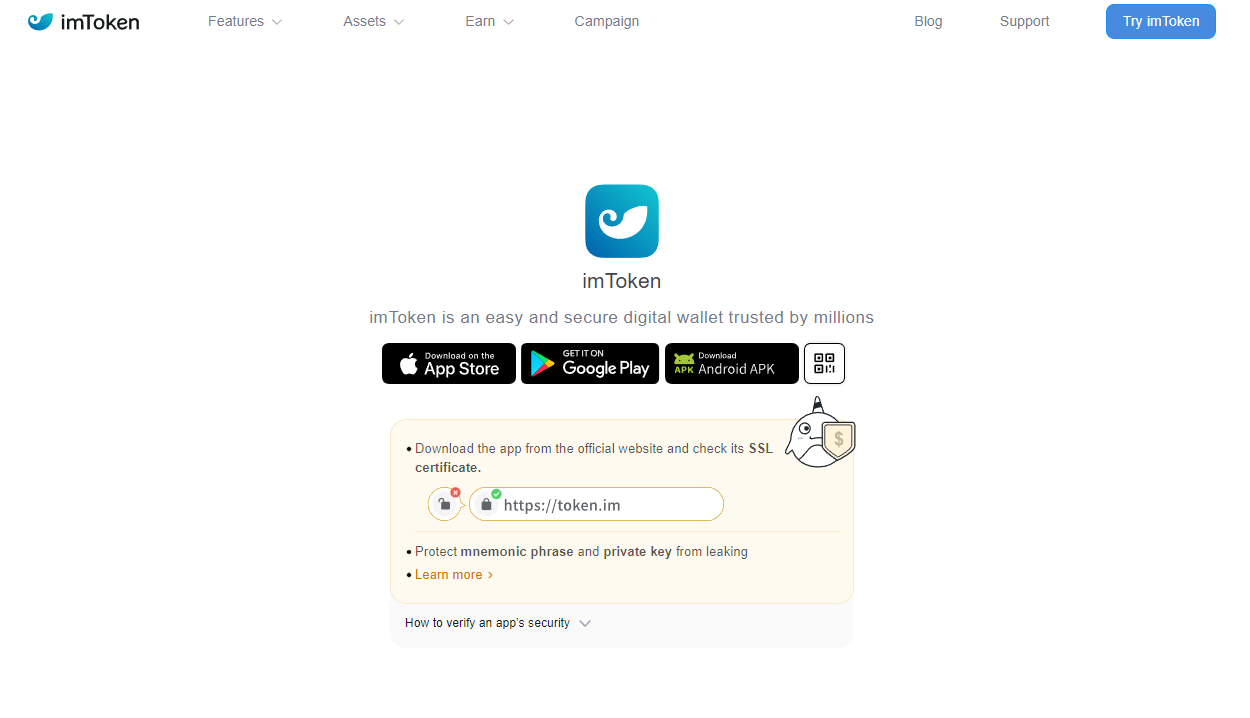 imToken
Features
Assets
Earn
Campaign
Blog
Support
Try imToken
imToken
imToken is an easy and secure digital wallet trusted by millions
Download on the
App Store
GET IT ON
Google Play
APK
Download
Android APK
$
• Download the app from the official website and check its SSL
certificate.
https://token.im
• Protect mnemonic phrase and private key from leaking
• Learn more ›
How to verify an app's security